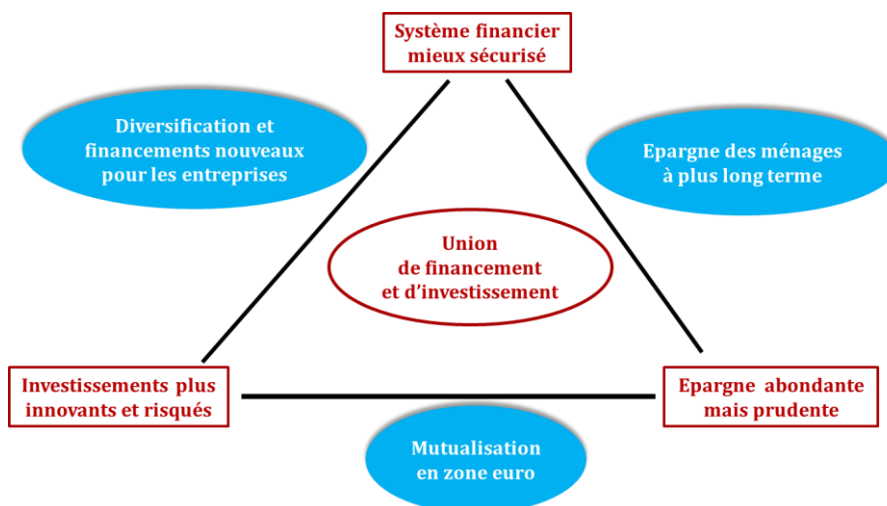 Système financier
mieux sécurisé
Diversification et
financements nouveaux
pour les entreprises
Epargne des ménages
à plus long terme
Union
de financement
et d'investissement
Investissements plus
innovants et risqués
Epargne abondante
mais prudente
Mutualisation
en zone euro